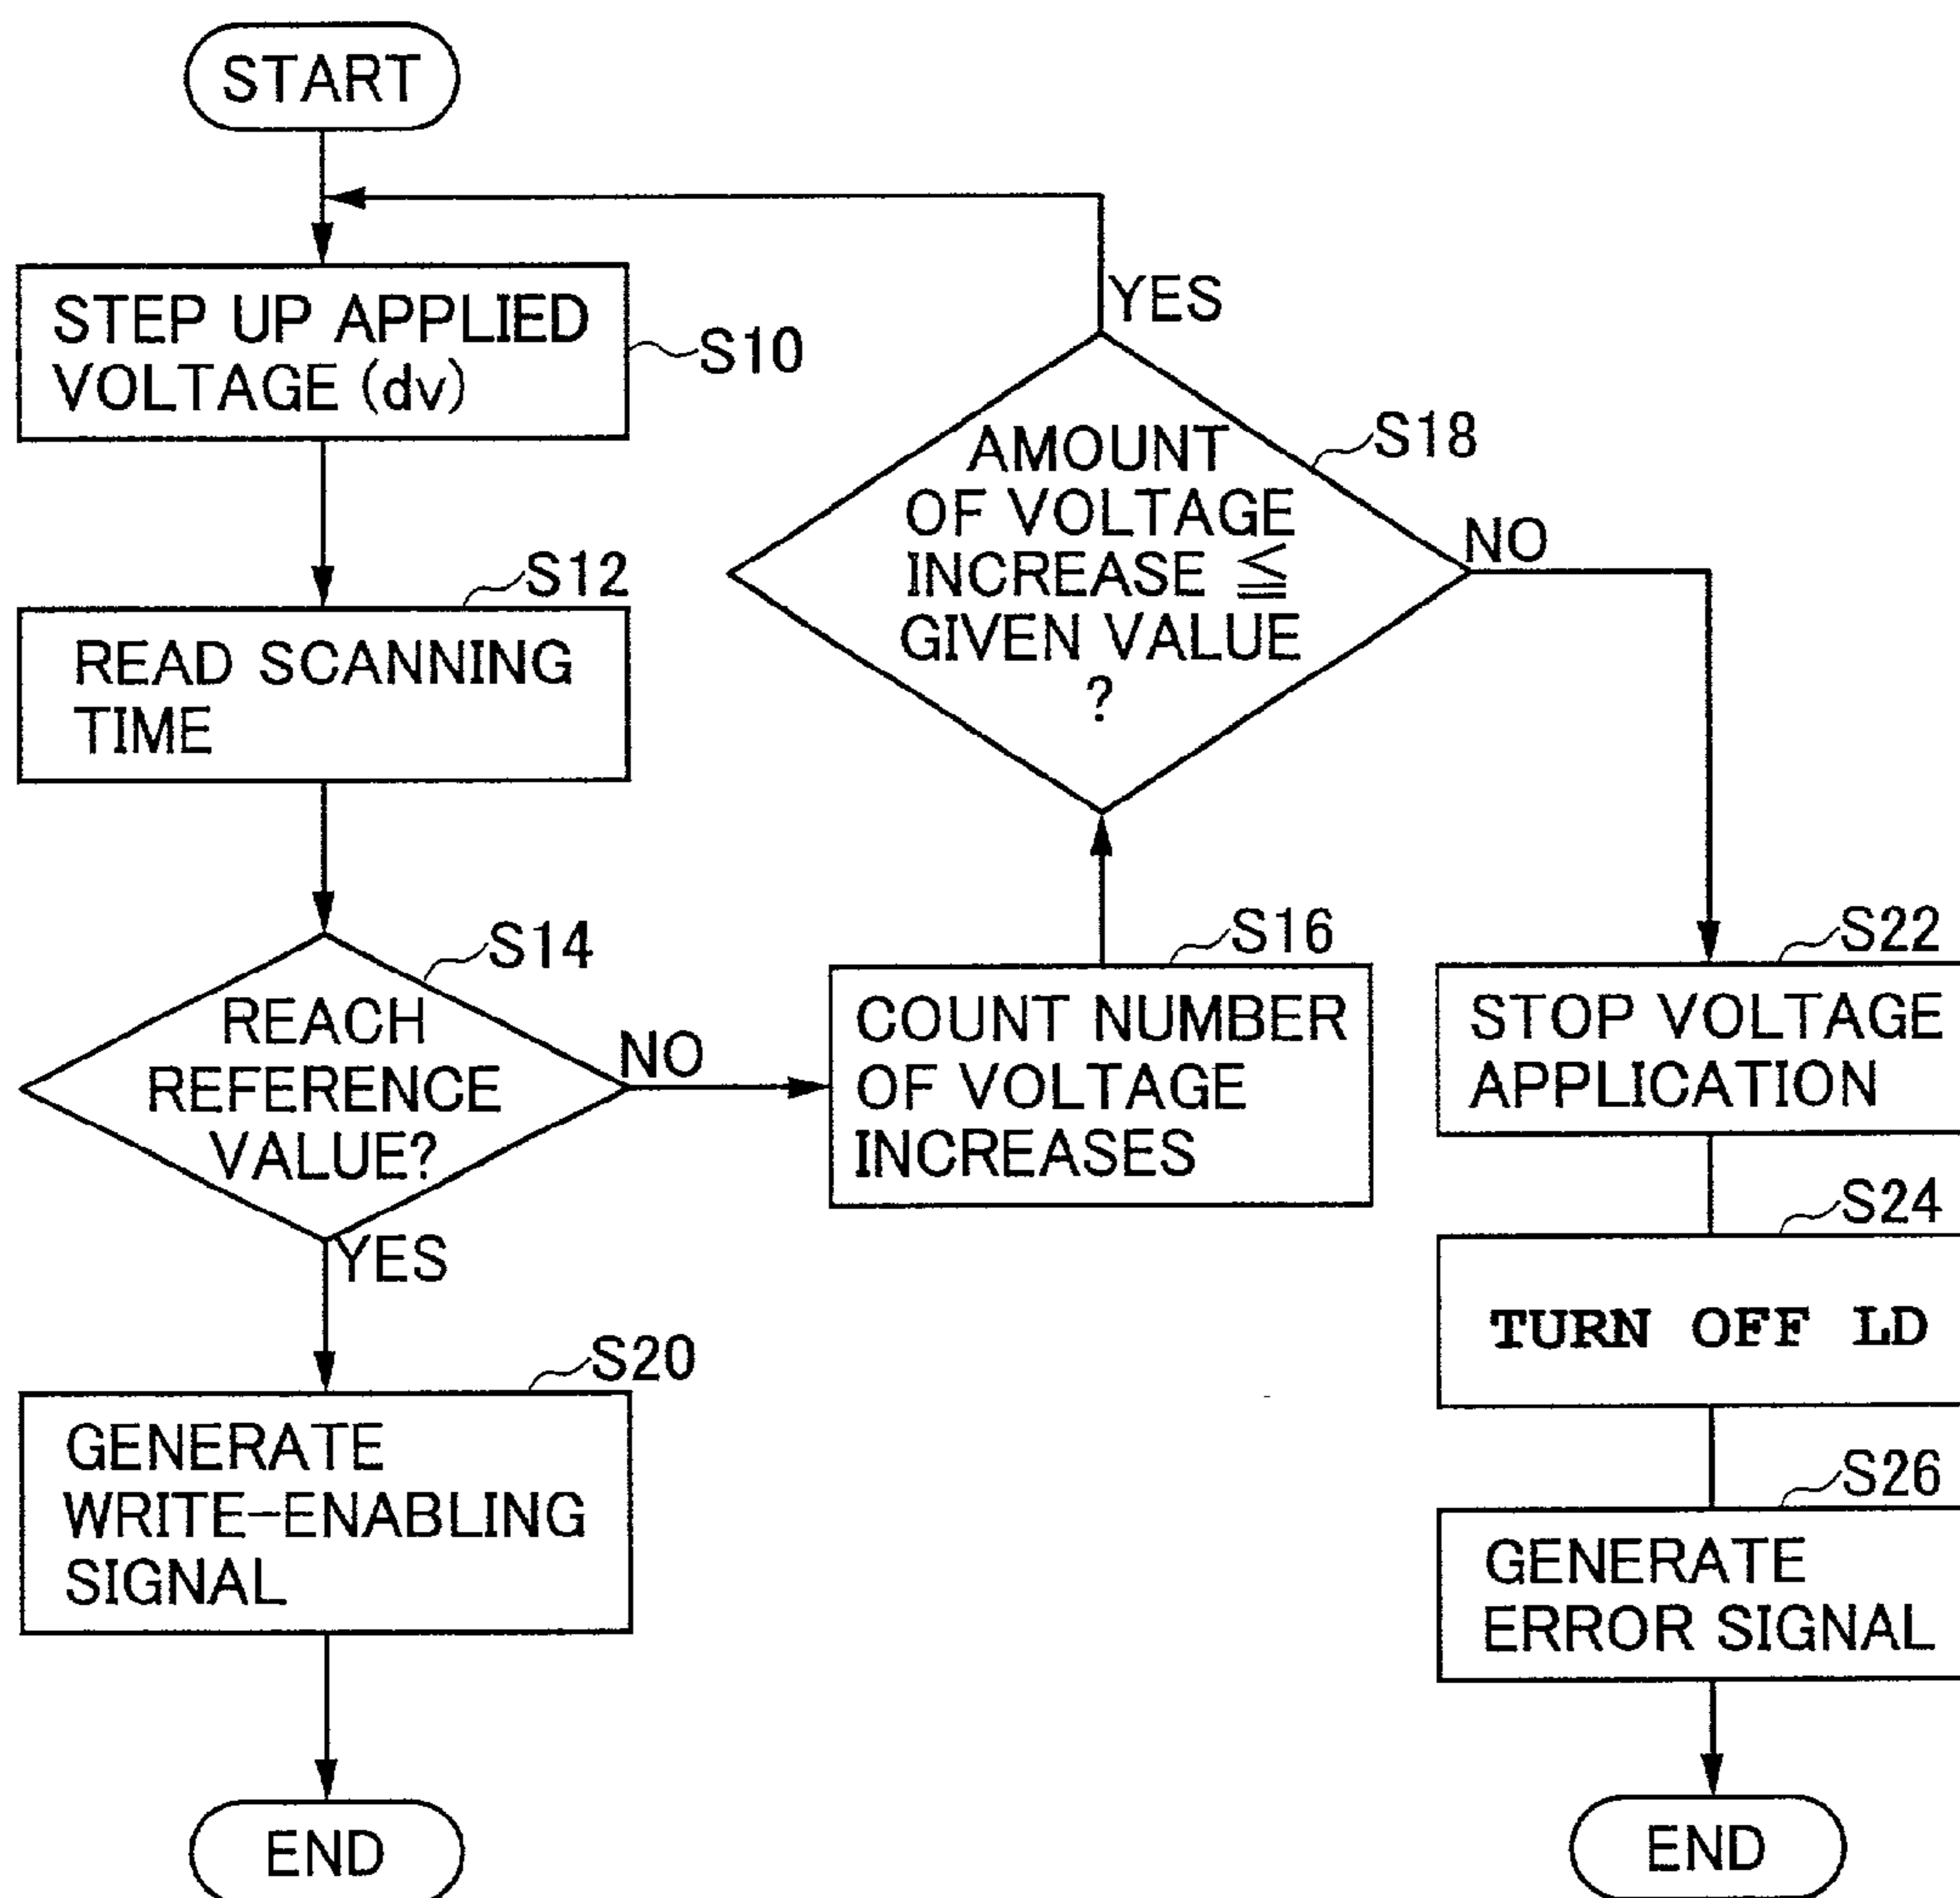 START
STEP UP APPLIED
VOLTAGE (dv)
S10
S12
READ SCANNING
TIME
S14
REACH
REFERENCE
VALUE?
NO
YES
S16
COUNT NUMBER
OF VOLTAGE
INCREASES
S18
AMOUNT
OF VOLTAGE
INCREASE ≦
GIVEN VALUE
?
YES
NO
S20
GENERATE
WRITE-ENABLING
SIGNAL
END
S22
STOP VOLTAGE
APPLICATION
S24
TURN OFF LD
S26
GENERATE
ERROR SIGNAL
END